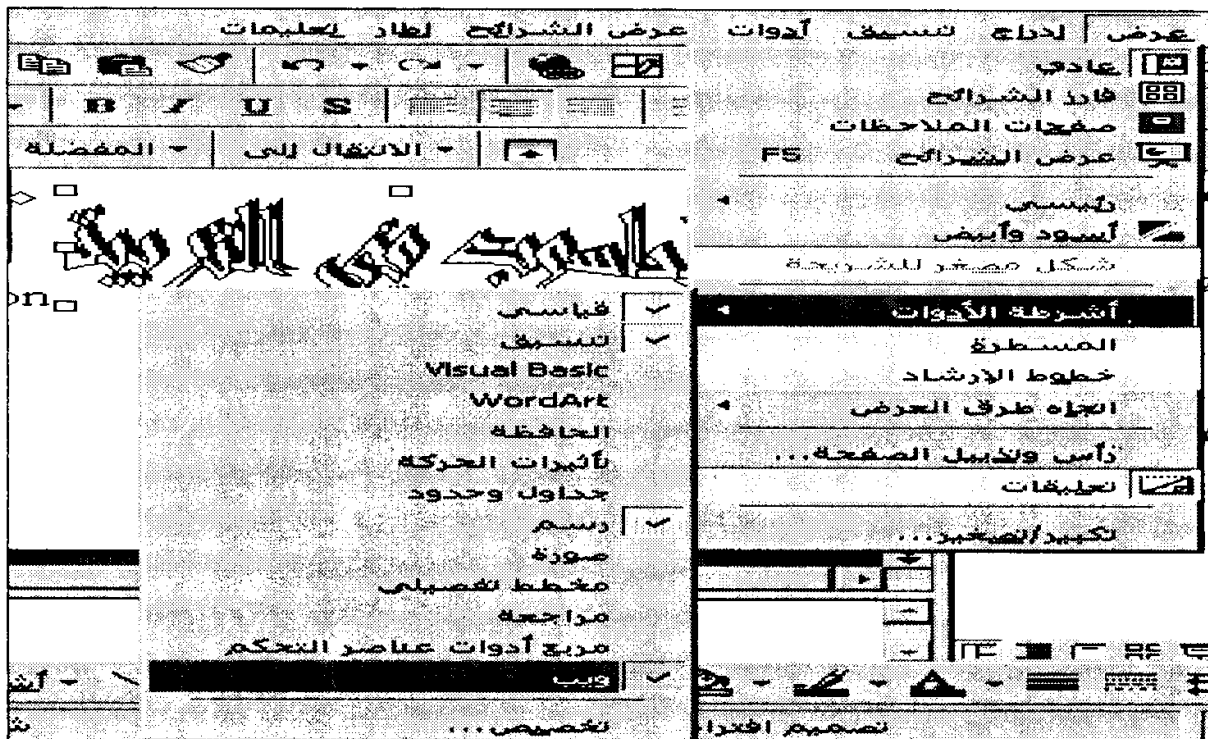 عرض إدراج تنسيق أدوات عرض الشرائح إطار تعليمات
عادي
فارز الشرائح
صفحات الملاحظات
عرض الشرائح F5
رئيسي
أسود وأبيض
شكل مصغر للشريحة
أشرطة الأدوات
المسطرة
خطوط الإرشاد
اتجاه طرق العرض
رأس وتذييل الصفحة...
تعليقات
تكبير/تصغير...
B I U S
الانتقال إلى المفضلة
on
قياسي
تنسيق
Visual Basic
WordArt
الحافظة
تأثيرات الحركة
جداول وحدود
رسم
صورة
مخطط تفصيلي
مراجعة
مربع أدوات عناصر التحكم
ويب
تخصيص...
تصميم